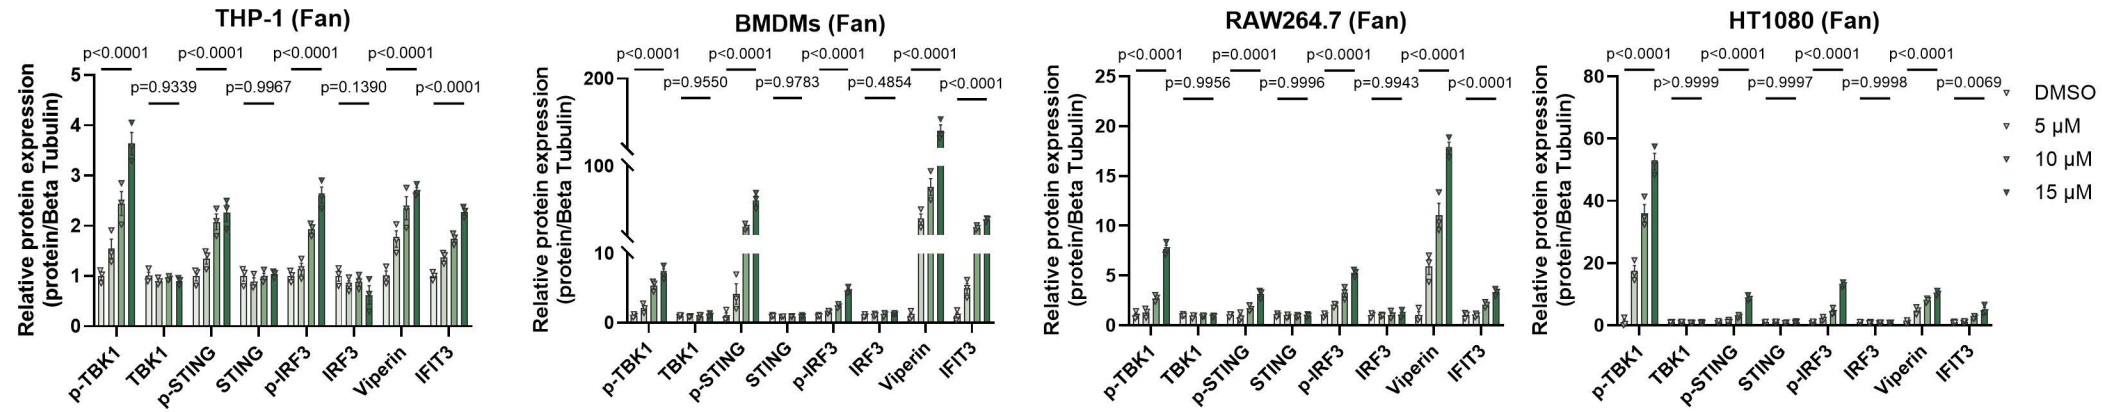 THP-1 (Fan)
p<0.0001 p<0.0001 p<0.0001 p<0.0001
p=0.9339 p=0.9967 p=0.1390 p<0.0001
Relative protein expression
(protein/Beta Tubulin)
5
4
3
2
1
0
p-TBK1 TBK1 p-STING STING p-IRF3 IRF3 Viperin IFIT3
BMDMs (Fan)
p<0.0001 p<0.0001 p<0.0001 p<0.0001
p=0.9550 p=0.9783 p=0.4854 p<0.0001
Relative protein expression
(protein/Beta Tubulin)
200
100
10
0
p-TBK1 TBK1 p-STING STING p-IRF3 IRF3 Viperin IFIT3
RAW264.7 (Fan)
p<0.0001 p=0.0001 p<0.0001 p<0.0001
p=0.9956 p=0.9996 p=0.9943 p<0.0001
Relative protein expression
(protein/Beta Tubulin)
25
20
15
10
5
0
p-TBK1 TBK1 p-STING STING p-IRF3 IRF3 Viperin IFIT3
HT1080 (Fan)
p<0.0001 p<0.0001 p<0.0001 p<0.0001
p>0.9999 p=0.9997 p=0.9998 p=0.0069
Relative protein expression
(protein/Beta Tubulin)
80
60
40
20
0
p-TBK1 TBK1 p-STING STING p-IRF3 IRF3 Viperin IFIT3
DMSO
5 µM
10 µM
15 µM